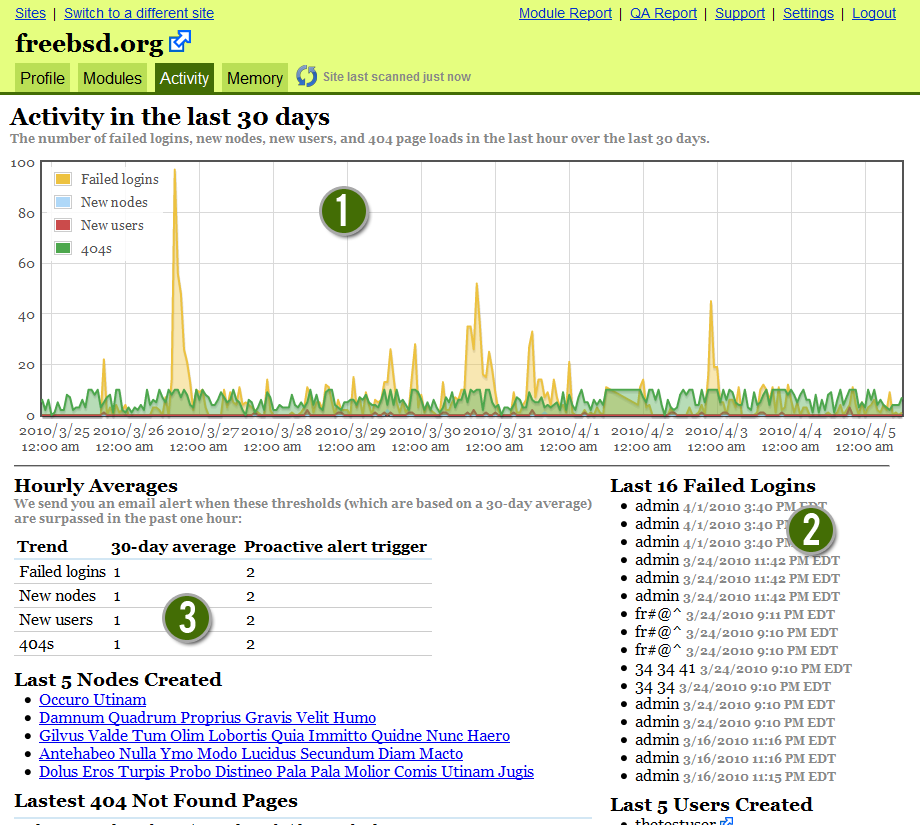 Sites | Switch to a different site
Module Report | QA Report | Support | Settings | Logout
freebsd.org
Profile Modules Activity Memory Site last scanned just now
Activity in the last 30 days
The number of failed logins, new nodes, new users, and 404 page loads in the last hour over the last 30 days.
100
80
60
40
20
0
Failed logins
New nodes
New users
404s
1
2010/3/25 2010/3/26 2010/3/27 2010/3/28 2010/3/29 2010/3/30 2010/3/31 2010/4/1 2010/4/2 2010/4/3 2010/4/4 2010/4/5
12:00 am 12:00 am 12:00 am 12:00 am 12:00 am 12:00 am 12:00 am 12:00 am 12:00 am 12:00 am 12:00 am 12:00 am
Hourly Averages
We send you an email alert when these thresholds (which are based on a 30-day average)
are surpassed in the past one hour:
Trend 30-day average Proactive alert trigger
Failed logins 1 2
New nodes 1 2
New users 1 2
404s 1 2
3
Last 5 Nodes Created
Occuro Utinam
Damnum Quadrum Proprius Gravis Velit Humo
Gilvus Valde Tum Olim Lobortis Quia Immitto Quidne Nunc Haero
Antehabeo Nulla Ymo Modo Lucidus Secundum Diam Macto
Dolus Eros Turpis Probo Distineo Pala Pala Molior Comis Utinam Jugis
Lastest 404 Not Found Pages
Last 16 Failed Logins
admin 4/1/2010 3:40 PM EDT
admin 4/1/2010 3:40 PM
admin 4/1/2010 3:40 PM
2
admin 3/24/2010 11:42 PM EDT
admin 3/24/2010 11:42 PM EDT
admin 3/24/2010 11:42 PM EDT
fr#@^ 3/24/2010 9:11 PM EDT
fr#@^ 3/24/2010 9:10 PM EDT
fr#@^ 3/24/2010 9:10 PM EDT
34 34 41 3/24/2010 9:10 PM EDT
34 34 3/24/2010 9:10 PM EDT
admin 3/24/2010 9:10 PM EDT
admin 3/24/2010 9:10 PM EDT
admin 3/16/2010 11:16 PM EDT
admin 3/16/2010 11:16 PM EDT
admin 3/16/2010 11:15 PM EDT
Last 5 Users Created
thetestuser